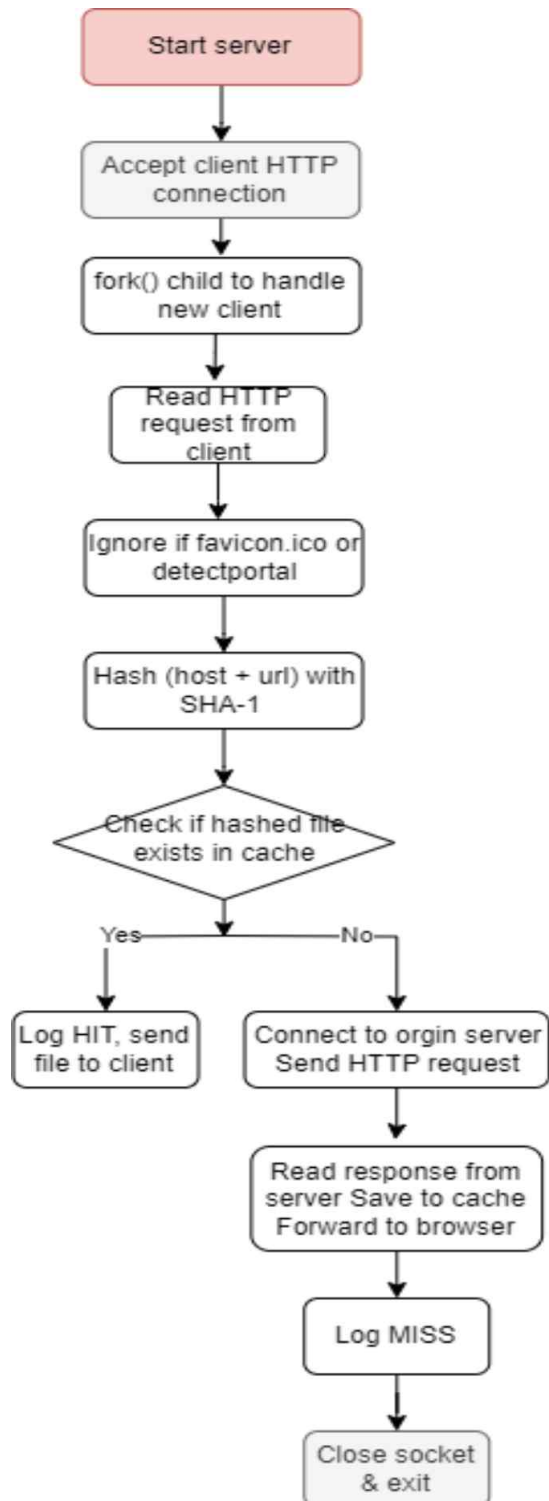 Start server
Accept client HTTP
connection
fork() child to handle
new client
Read HTTP
request from
client
Ignore if favicon.ico or
detectportal
Hash (host + url) with
SHA-1
Check if hashed file
exists in cache
Yes
No
Log HIT, send
file to client
Connect to orgin server
Send HTTP request
Read response from
server Save to cache
Forward to browser
Log MISS
Close socket
& exit